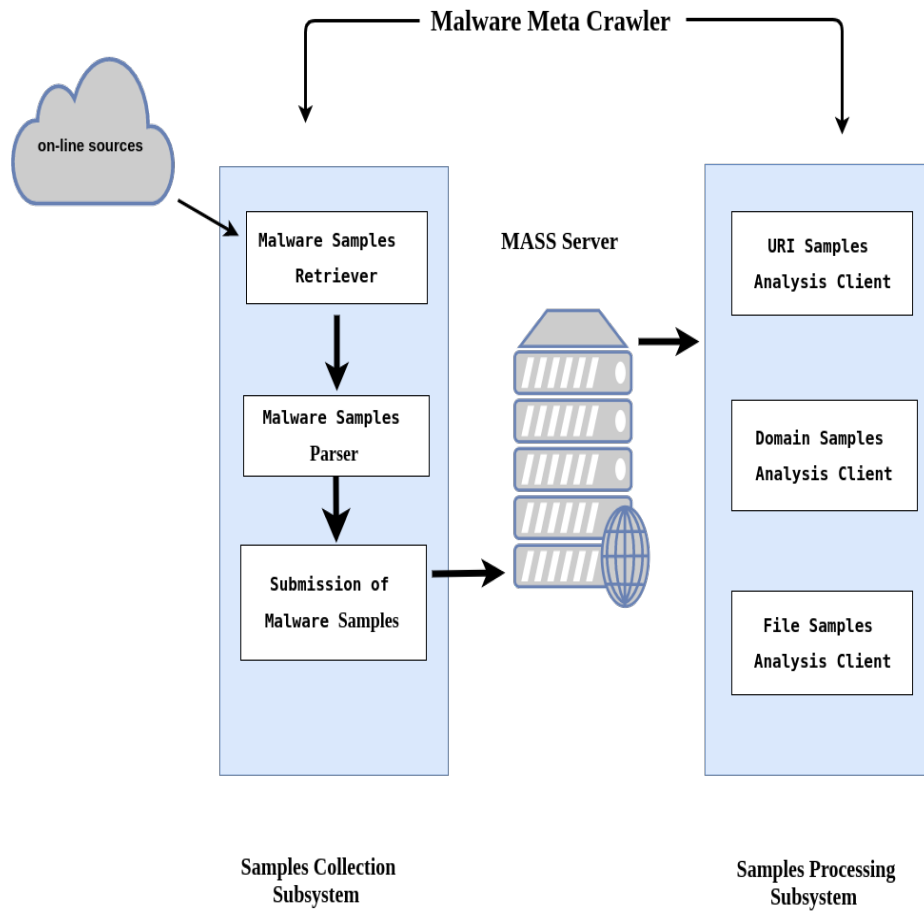 Malware Meta Crawler
on-line sources
Malware Samples
Retriever
Malware Samples
Parser
Submission of
Malware Samples
MASS Server
URI Samples
Analysis Client
Domain Samples
Analysis Client
File Samples
Analysis Client
Samples Collection
Subsystem
Samples Processing
Subsystem